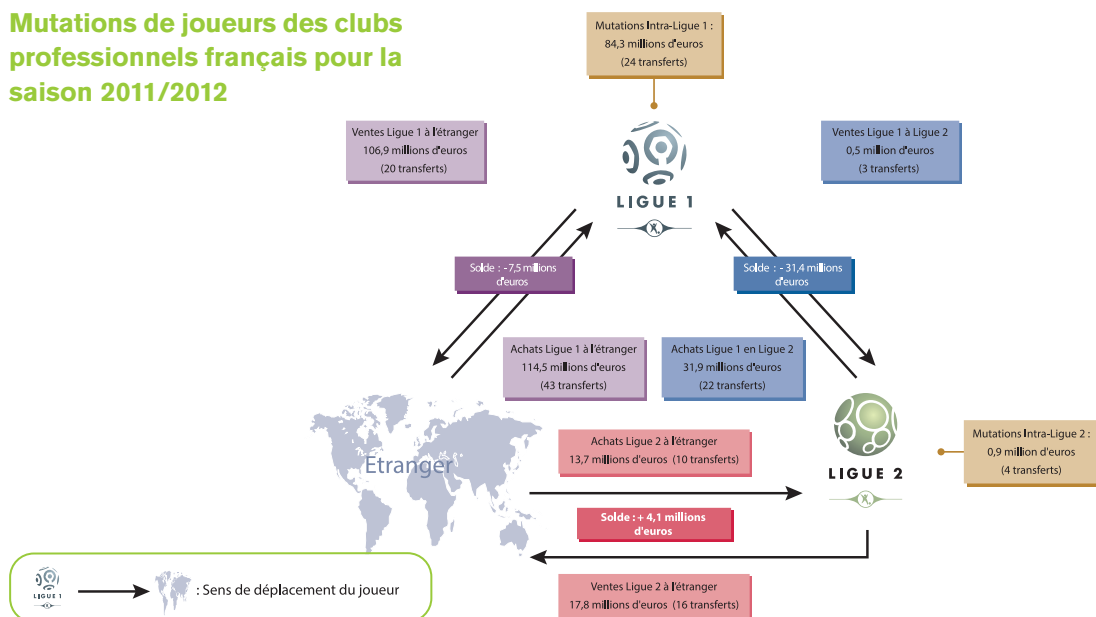 Mutations de joueurs des clubs
professionnels français pour la
saison 2011/2012
Mutations Intra-Ligue 1 :
84,3 millions d'euros
(24 transferts)
Ventes Ligue 1 à l'étranger
106,9 millions d'euros
(20 transferts)
LIGUE 1
Ventes Ligue 1 à Ligue 2
0,5 million d'euros
(3 transferts)
Solde : - 7,5 millions
d'euros
Solde : - 31,4 millions
d'euros
Achats Ligue 1 à l'étranger
114,5 millions d'euros
(43 transferts)
Achats Ligue 1 en Ligue 2
31,9 millions d'euros
(22 transferts)
Etranger
Achats Ligue 2 à l'étranger
13,7 millions d'euros (10 transferts)
LIGUE 2
Mutations Intra-Ligue 2 :
0,9 million d'euros
(4 transferts)
Solde : + 4,1 millions
d'euros
Ventes Ligue 2 à l'étranger
17,8 millions d'euros (16 transferts)
LIGUE 1
: Sens de déplacement du joueur